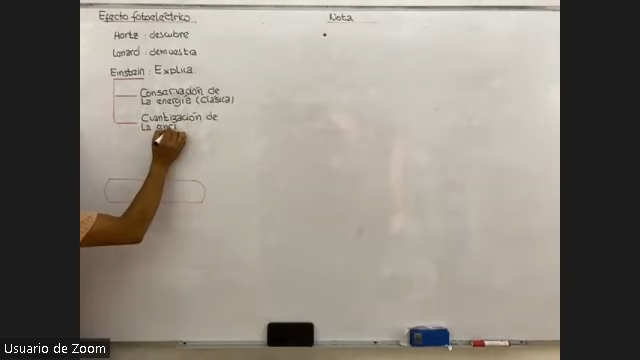 Efecto fotoeléctrico
Hertz : descubre
Lenard : demuestra
Einstein : Explica
Conservación de
La energía (Clásica)
Cuantización de
La
Nota
Usuario de Zoom